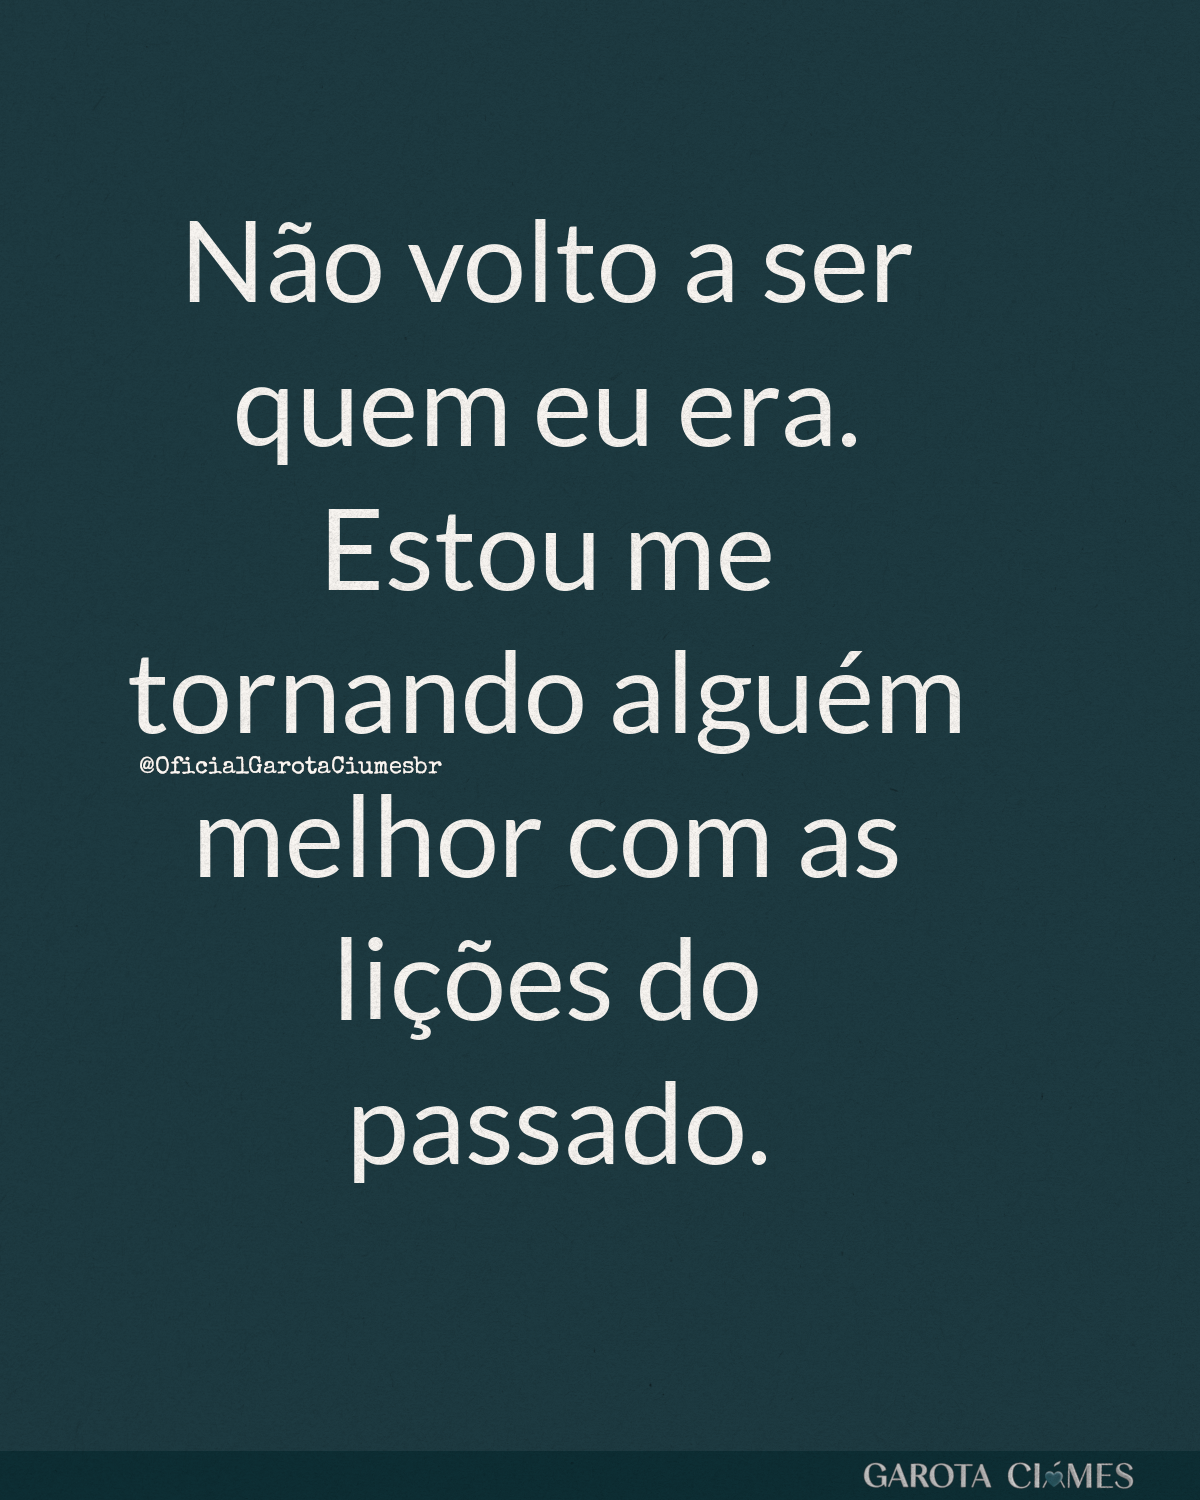 Não volto a ser
quem eu era.
Estou me
tornando alguém
@OficialGarotaCiumesbr
melhor com as
lições do
passado.
GAROTA CIÚMES